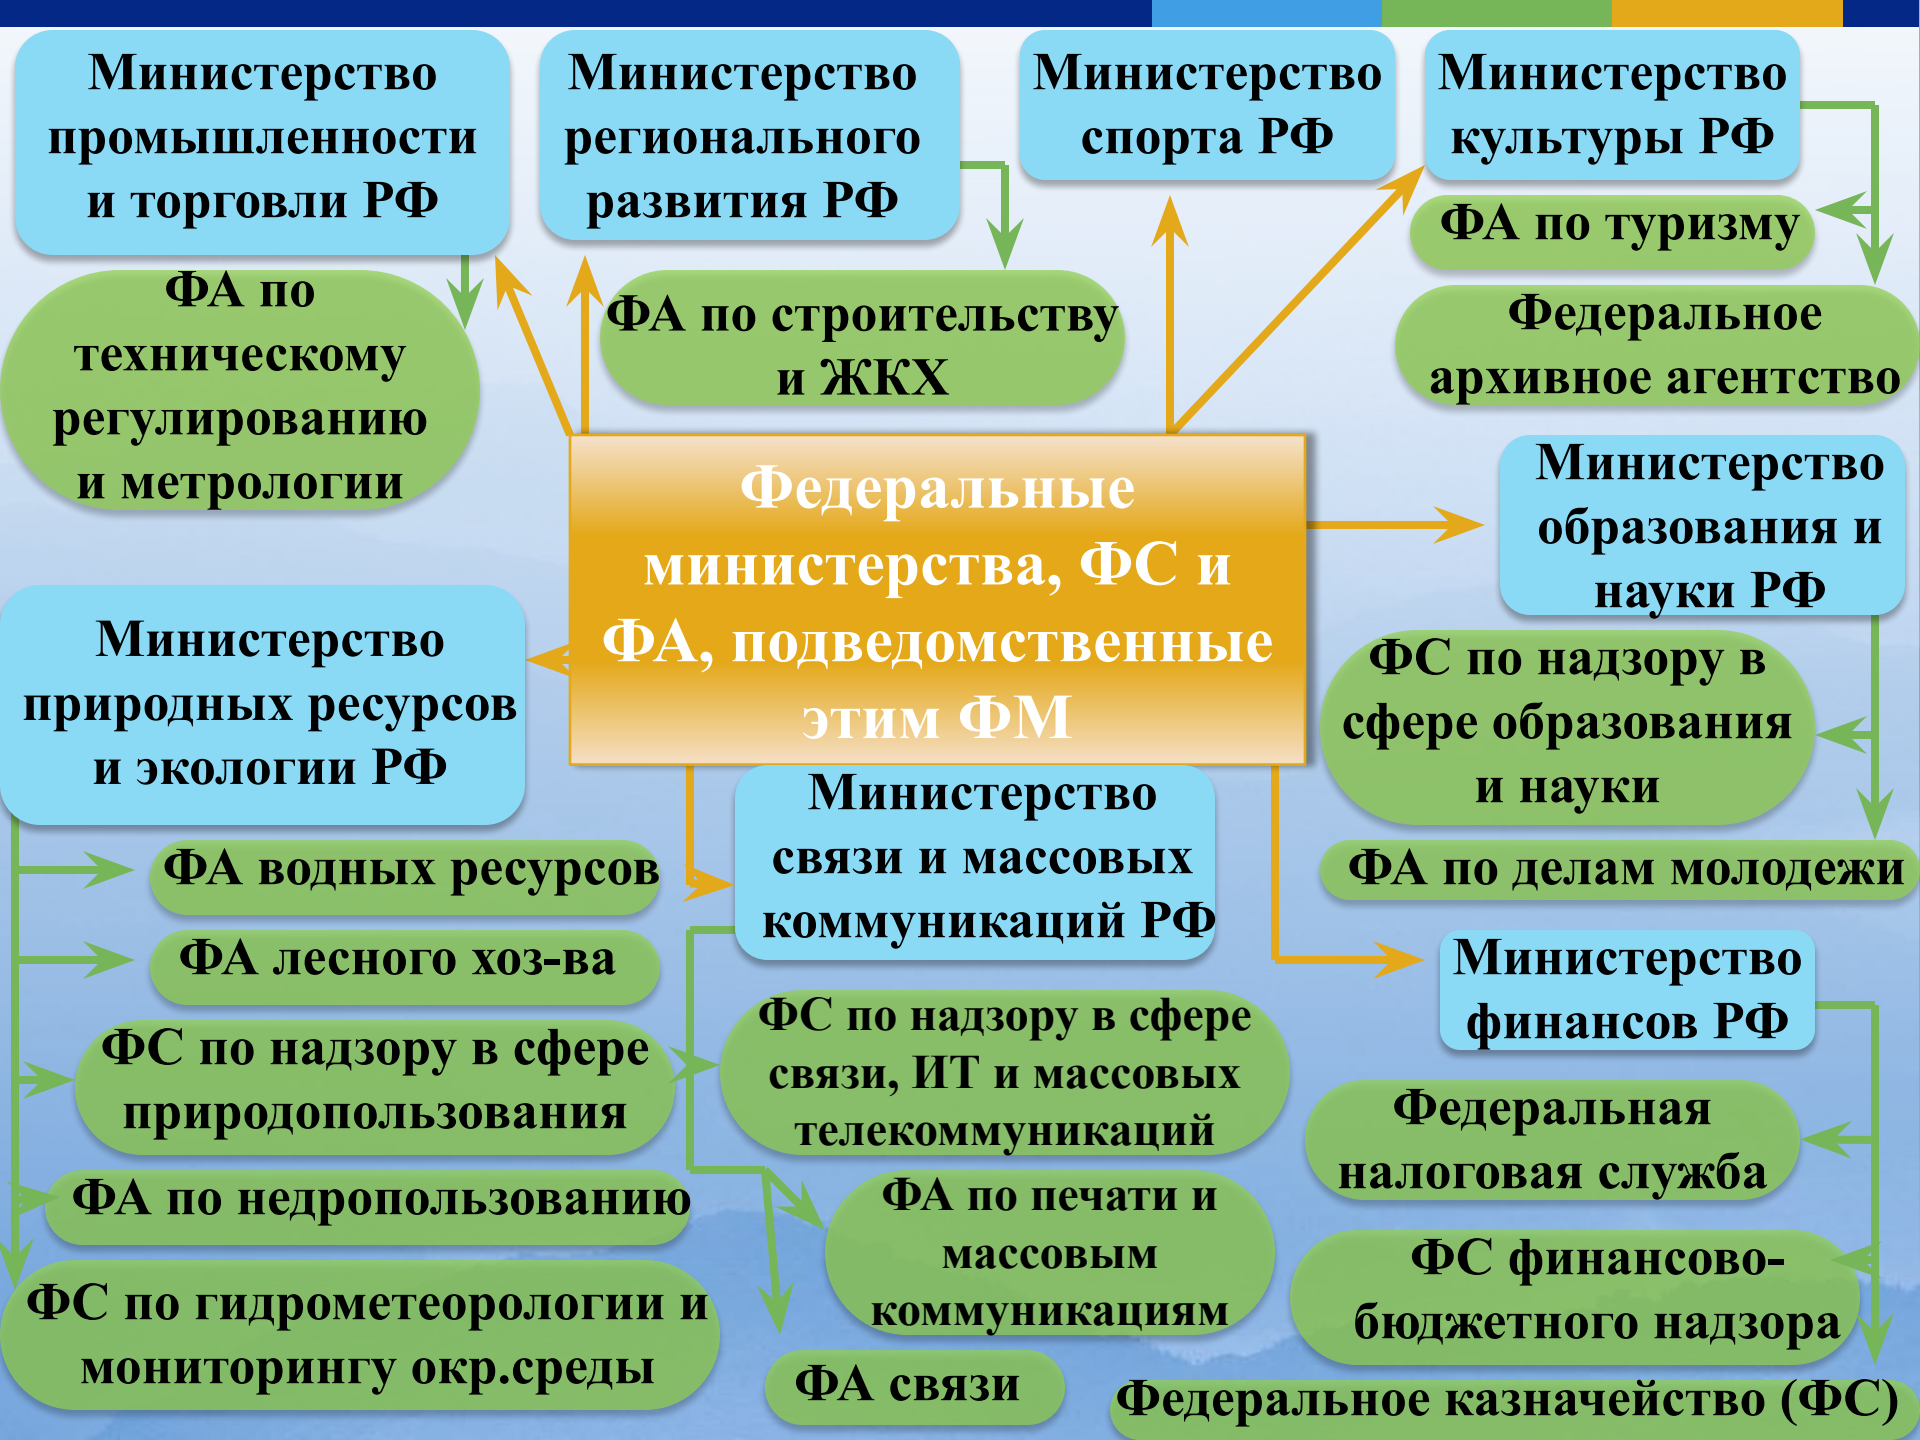 Министерство
промышленности
и торговли РФ
Министерство
регионального
развития РФ
Министерство
спорта РФ
Министерство
культуры РФ
ФА по туризму
ФА по
техническому
регулированию
и метрологии
ФА по строительству
и ЖКХ
Федеральное
архивное агентство
Федеральные
министерства, ФС и
ФА, подведомственные
этим ФМ
Министерство
образования и
науки РФ
Министерство
природных ресурсов
и экологии РФ
ФС по надзору в
сфере образования
и науки
Министерство
связи и массовых
коммуникаций РФ
ФА по делам молодежи
ФА водных ресурсов
ФА лесного хоз-ва
ФС по надзору в сфере
природопользования
ФА по недропользованию
ФС по гидрометеорологии и
мониторингу окр.среды
ФС по надзору в сфере
связи, ИТ и массовых
телекоммуникаций
ФА по печати и
массовым
коммуникациям
ФА связи
Министерство
финансов РФ
Федеральная
налоговая служба
ФС финансово-
бюджетного надзора
Федеральное казначейство (ФС)